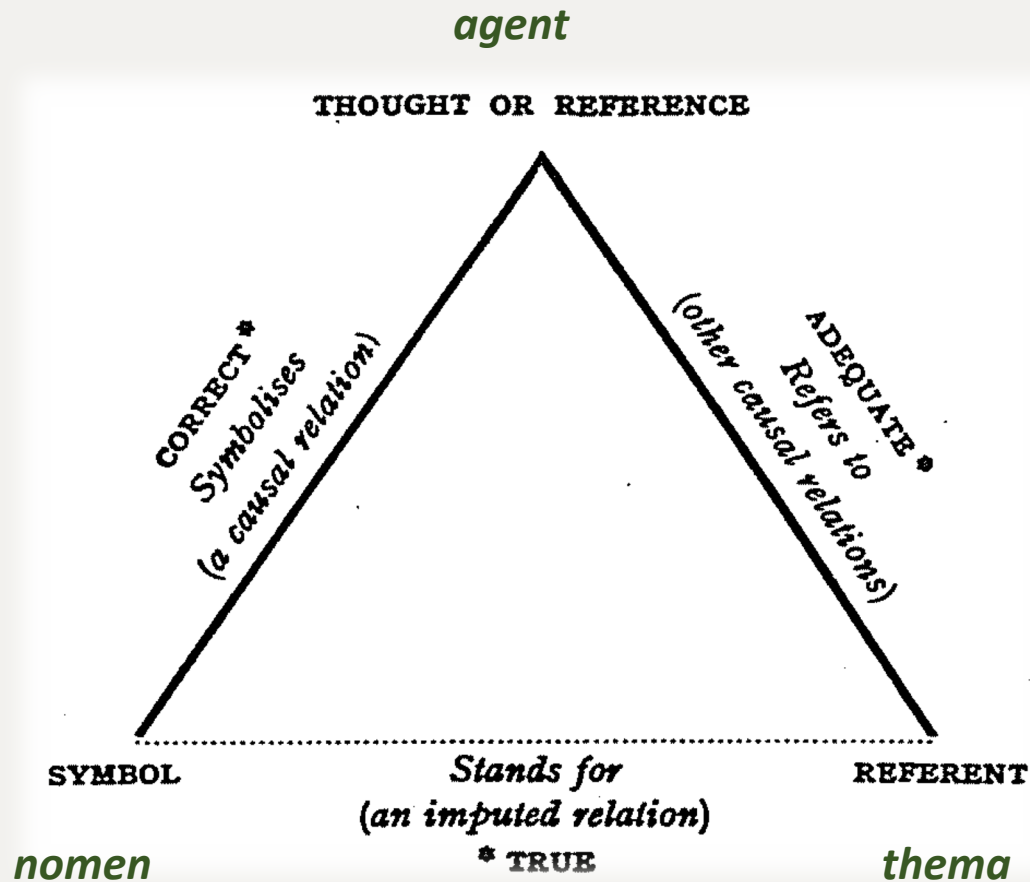 agent
THOUGHT OR REFERENCE
CORRECT*
Symbolises
(a causal relation)
ADEQUATE*
Refers to
(other causal relations)
SYMBOL
Stands for
(an imputed relation)
* TRUE
REFERENT
nomen
thema